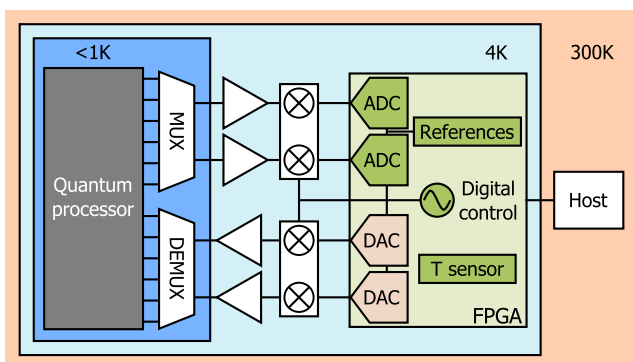 <1K
4K
300K
Quantum
processor
MUX
DEMUX
ADC
ADC
References
Digital
control
DAC
DAC
T sensor
FPGA
Host